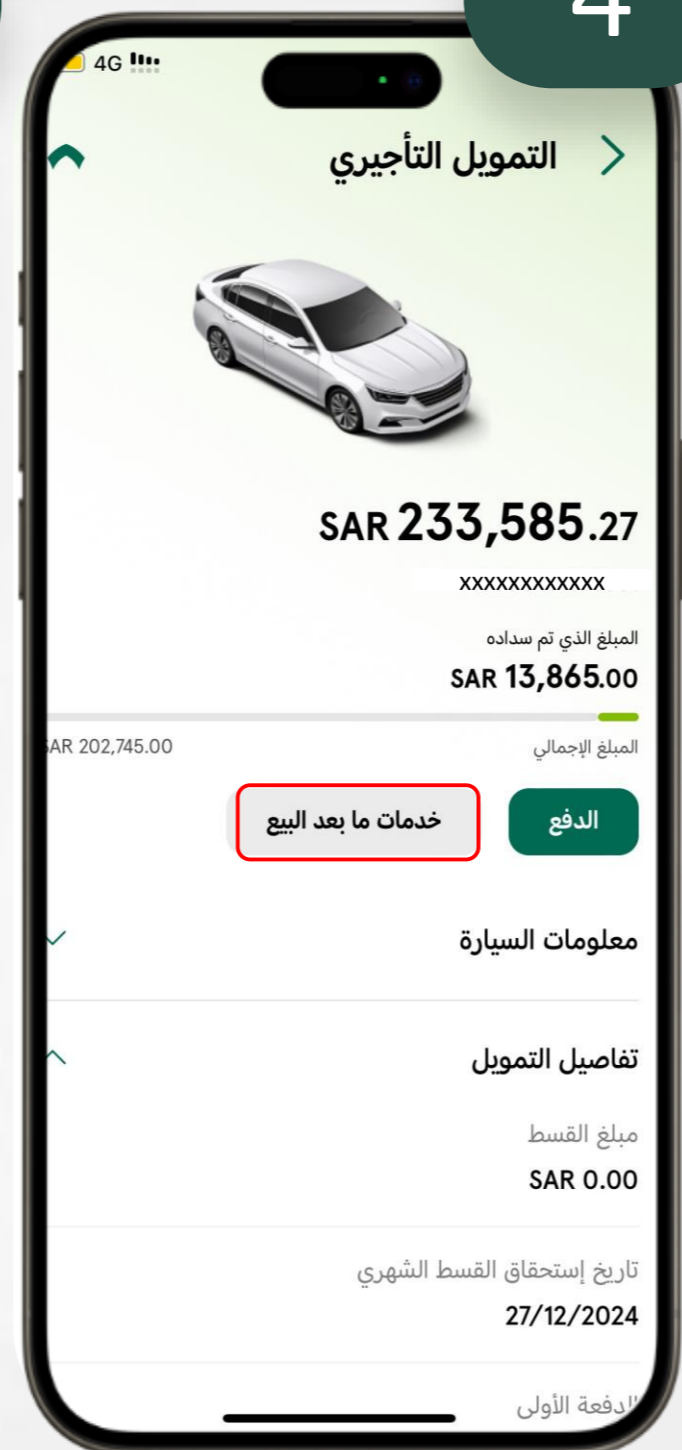 4
4G
التمويل التأجيري
SAR 233,585.27
XXXXXXXXXXXX
المبلغ الذي تم سداده
SAR 13,865.00
المبلغ الإجمالي
SAR 202,745.00
الدفع
خدمات ما بعد البيع
معلومات السيارة
تفاصيل التمويل
مبلغ القسط
SAR 0.00
تاريخ إستحقاق القسط الشهري
27/12/2024
الدفعة الأولى